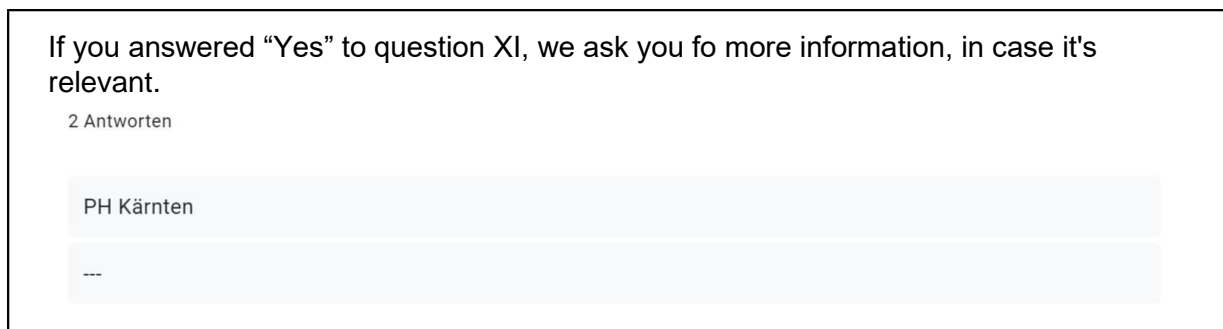 If you answered “Yes” to question XI, we ask you fo more information, in case it's
relevant.
2 Antworten
PH Kärnten
---